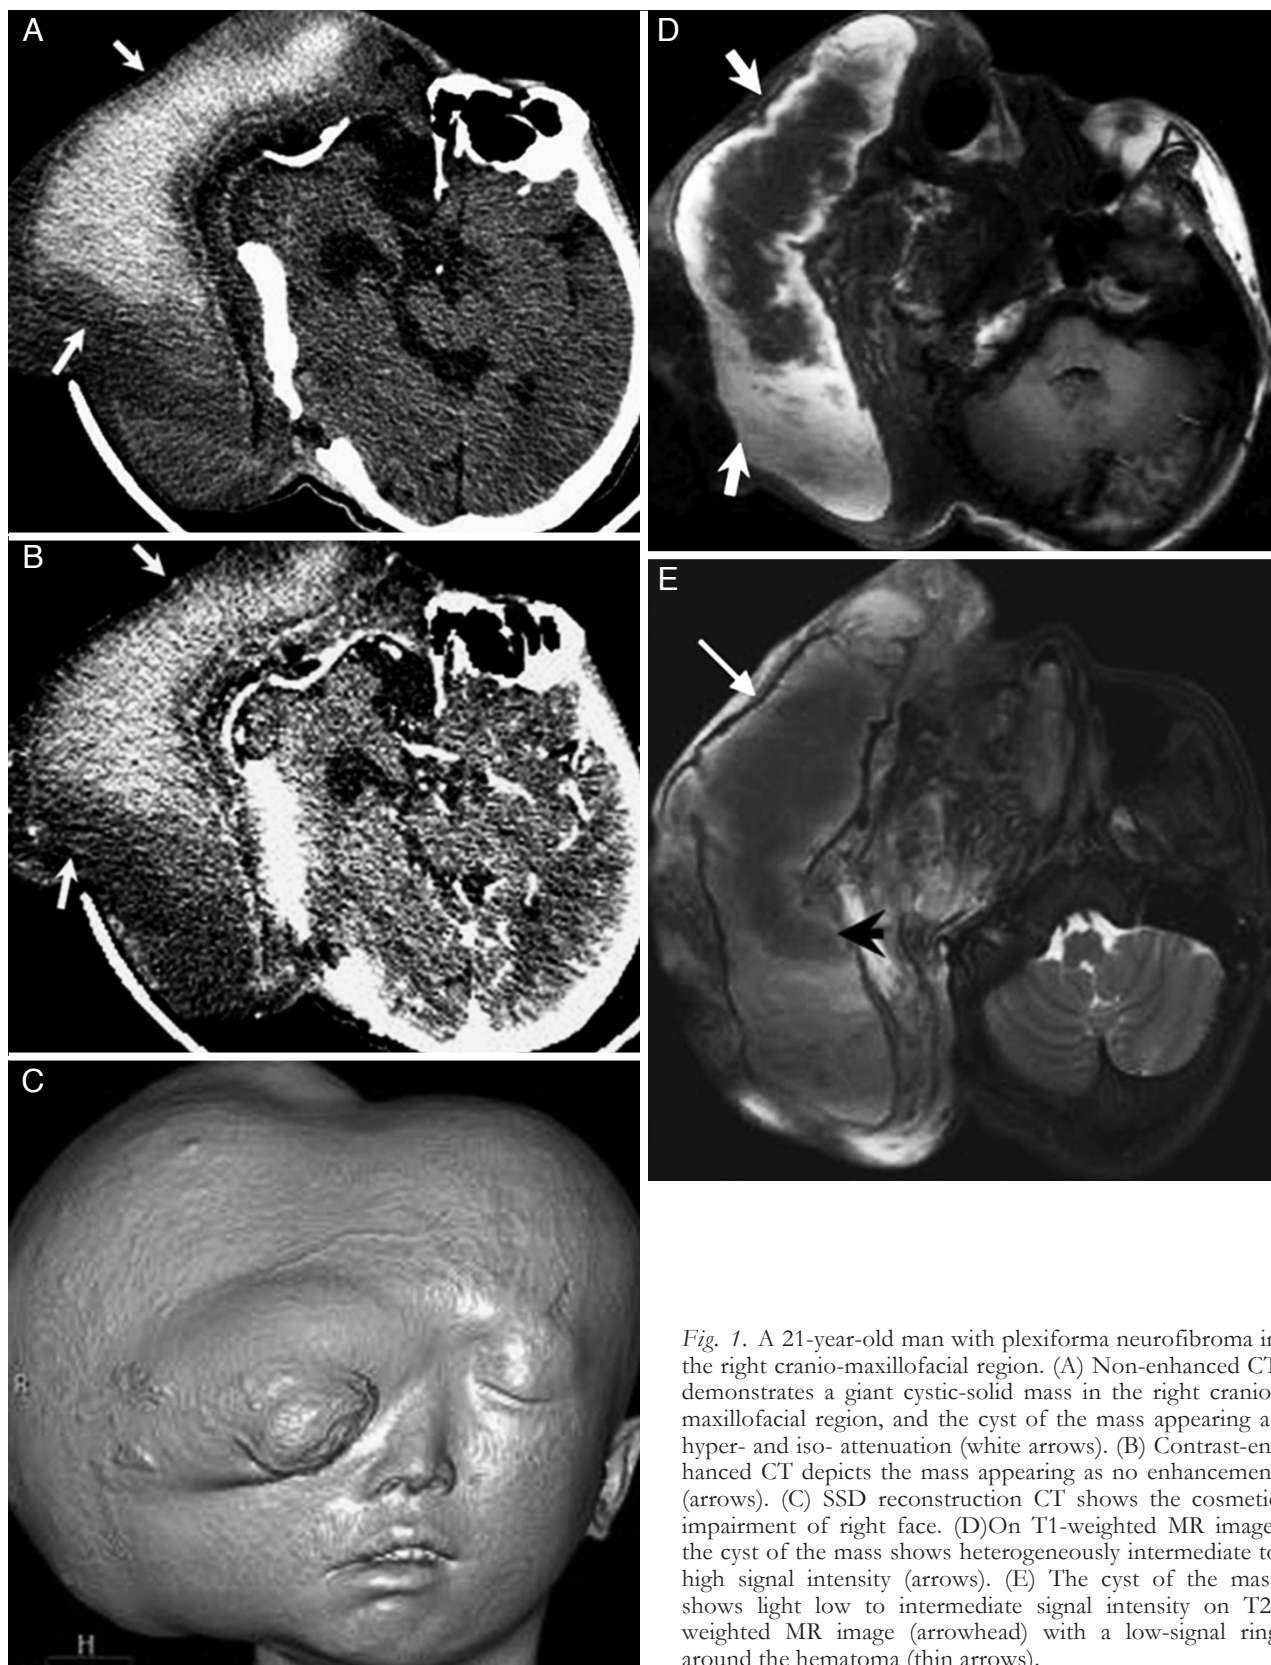 A
D
B
E
C
R
H
Fig. 1. A 21-year-old man with plexiforma neurofibroma in
the right cranio-maxillofacial region. (A) Non-enhanced CT
demonstrates a giant cystic-solid mass in the right cranio-
maxillofacial region, and the cyst of the mass appearing a
hyper- and iso- attenuation (white arrows). (B) Contrast-en
hanced CT depicts the mass appearing as no enhancemen
(arrows). (C) SSD reconstruction CT shows the cosmetic
impairment of right face. (D)On T1-weighted MR image
the cyst of the mass shows heterogeneously intermediate to
high signal intensity (arrows). (E) The cyst of the mas
shows light low to intermediate signal intensity on T2
weighted MR image (arrowhead) with a low-signal ring
around the hematoma (thin arrows).